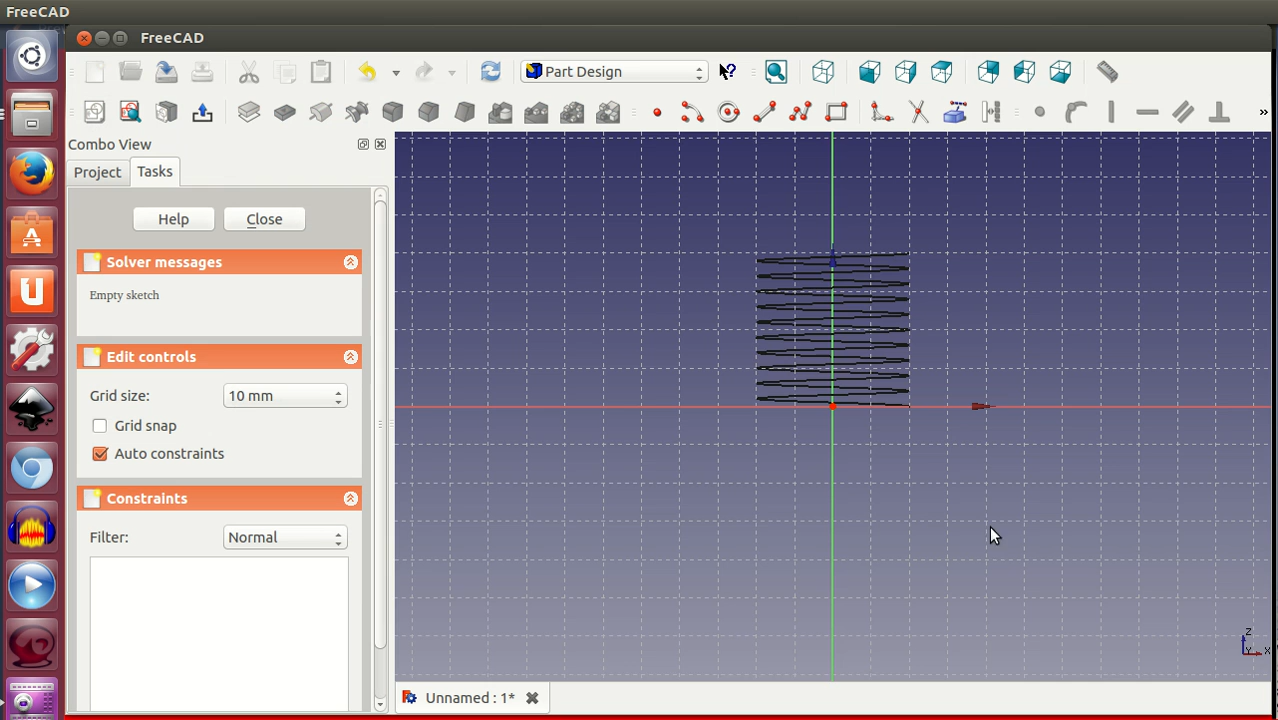 FreeCAD
FreeCAD
Part Design
Combo View
Project
Tasks
Help
Close
Solver messages
Empty sketch
Edit controls
Grid size:
10 mm
Grid snap
Auto constraints
Constraints
Filter:
Normal
Z
Y
X
Unnamed : 1*